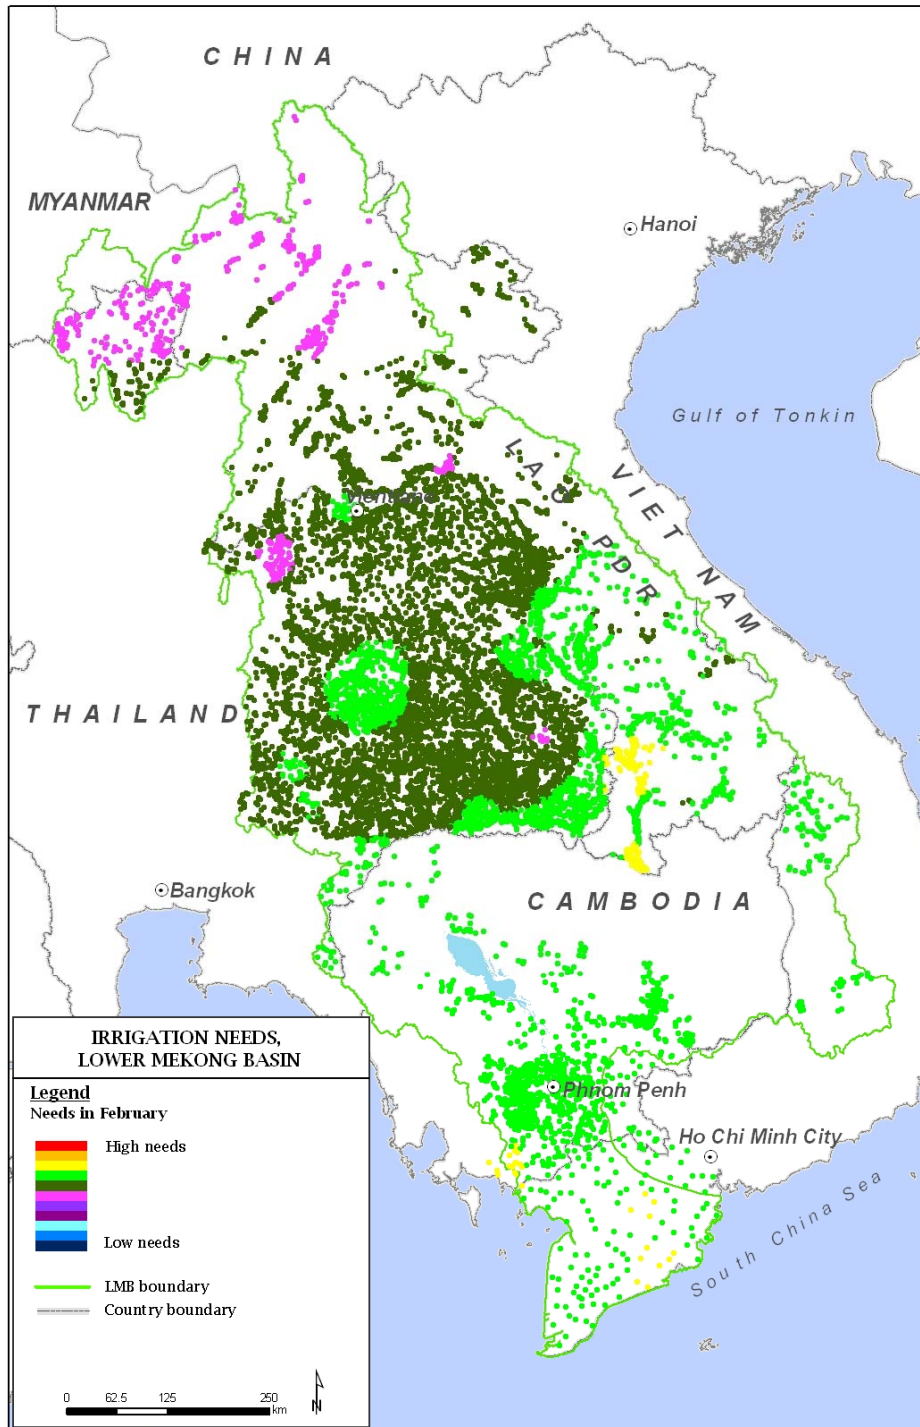 CHINA
MYANMAR
Hanoi
Gulf of Tonkin
LAO PDR
VIET NAM
Vientiane
THAILAND
Bangkok
CAMBODIA
Phnom Penh
Ho Chi Minh City
South China Sea
IRRIGATION NEEDS,
LOWER MEKONG BASIN
Legend
Needs in February
High needs
Low needs
LMB boundary
Country boundary
0 62.5 125 250
km
N